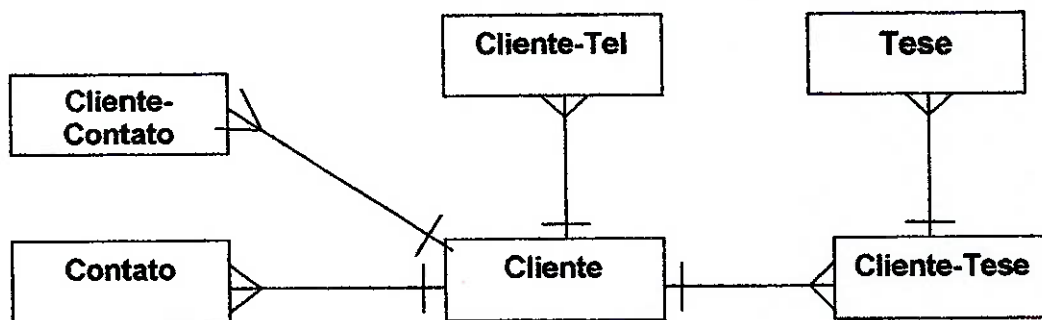 Cliente-Tel
Tese
Cliente-
Contato
Contato
Cliente
Cliente-Tese